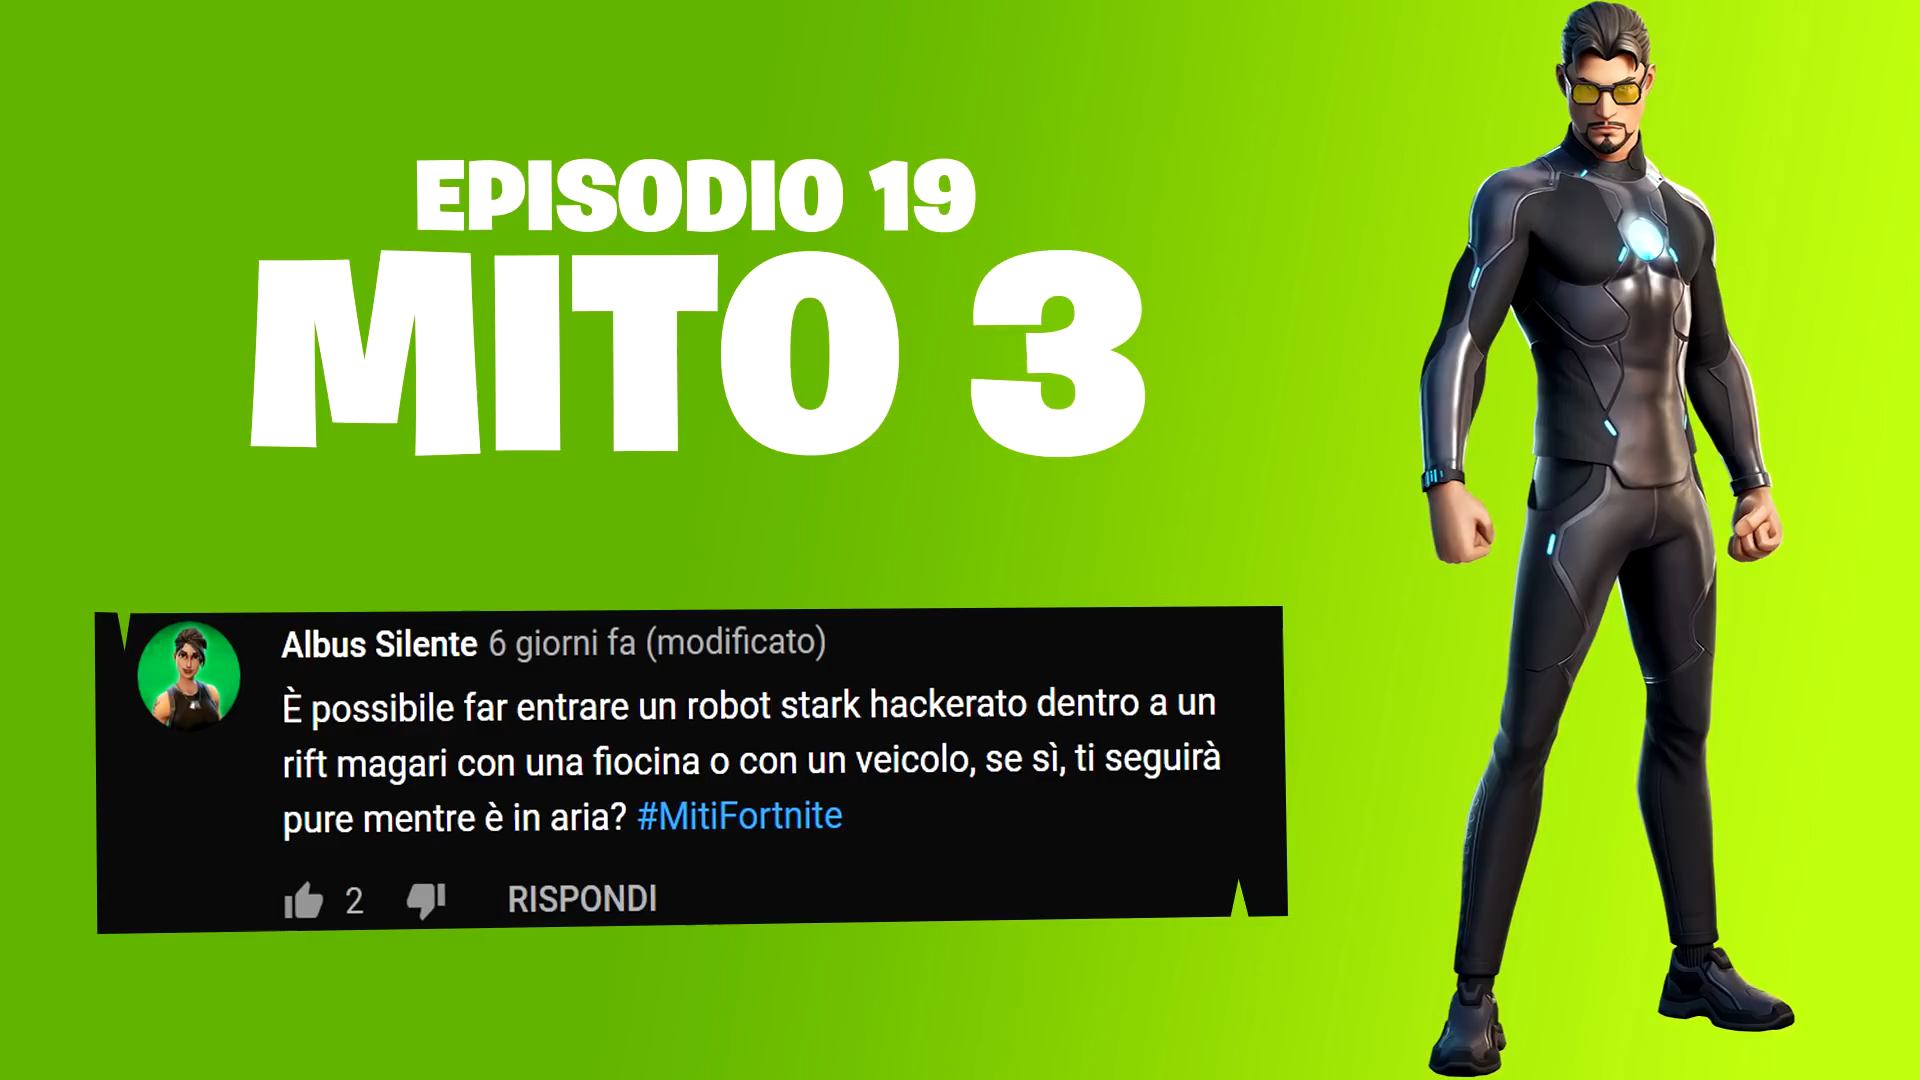 EPISODIO 19
MITO 3
Albus Silente 6 giorni fa (modificato)
È possibile far entrare un robot stark hackerato dentro a un
rift magari con una fiocina o con un veicolo, se sì, ti seguirà
pure mentre è in aria? #MitiFortnite
2 RISPONDI